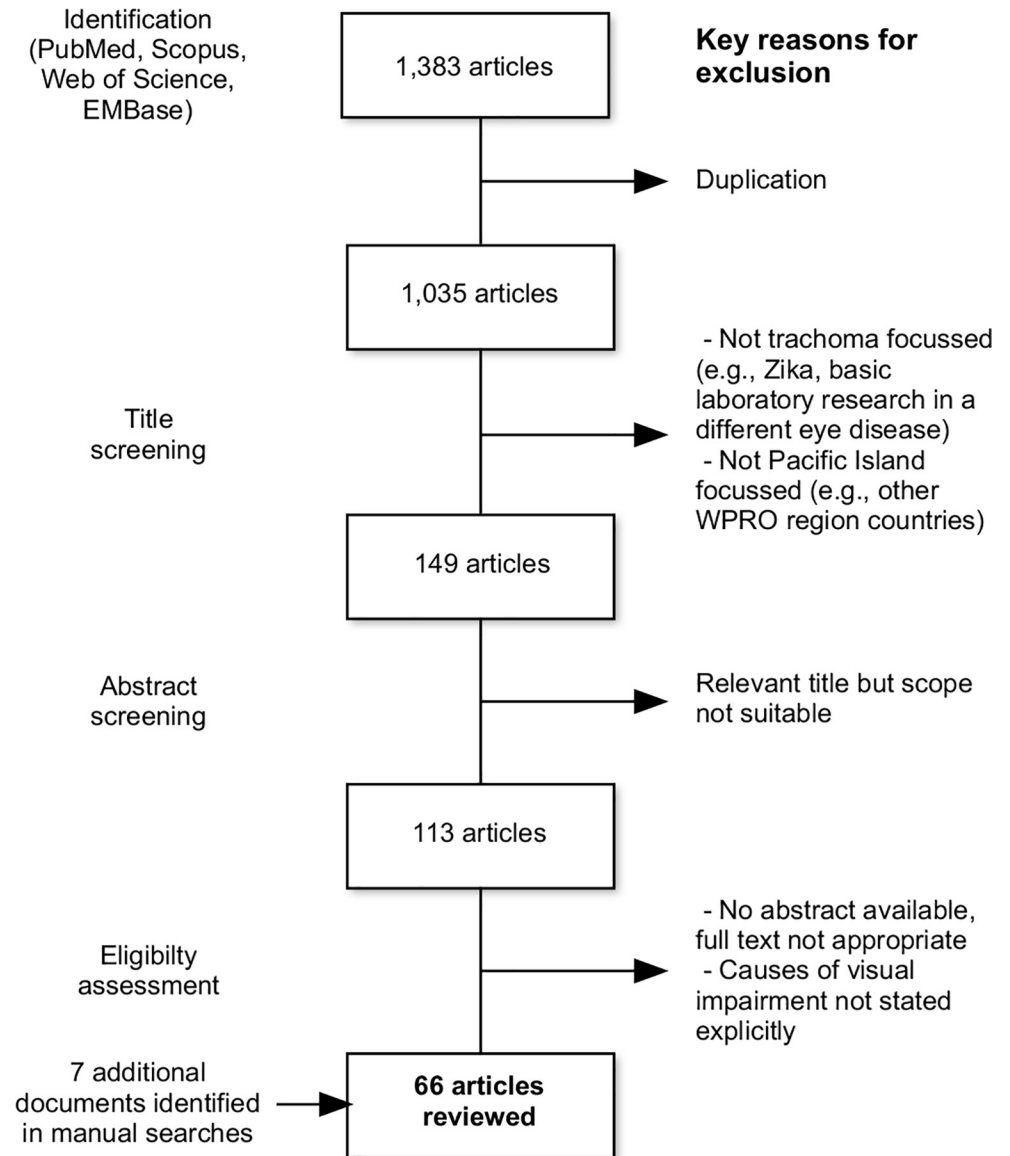 Identification
(PubMed, Scopus,
Web of Science,
EMBase)
1,383 articles
Key reasons for
exclusion
Duplication
1,035 articles
Title
screening
- Not trachoma focussed
(e.g., Zika, basic
laboratory research in a
different eye disease)
- Not Pacific Island
focussed (e.g., other
WPRO region countries)
149 articles
Abstract
screening
Relevant title but scope
not suitable
113 articles
Eligibilty
assessment
- No abstract available,
full text not appropriate
- Causes of visual
impairment not stated
explicitly
7 additional
documents identified
in manual searches
66 articles
reviewed